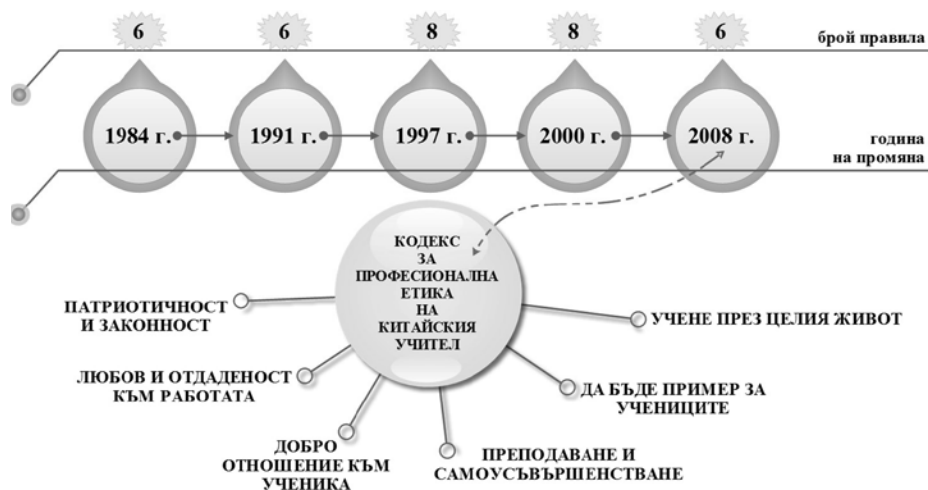 6
6
8
8
6
брой правила
1984 г.
1991 г.
1997 г.
2000 г.
2008 г.
година
на промяна
КОДЕКС
ЗА
ПРОФЕСИОНАЛНА
ЕТИКА
НА
КИТАЙСКИЯ
УЧИТЕЛ
ПАТРИОТИЧНОСТ
И ЗАКОННОСТ
ЛЮБОВ И ОТДАДЕНОСТ
КЪМ РАБОТАТА
ДОБРО
ОТНОШЕНИЕ КЪМ
УЧЕНИКА
ПРЕПОДАВАНЕ И
САМОУСЪВЪРШЕНСТВАНЕ
ДА БЪДЕ ПРИМЕР ЗА
УЧЕНИЦИТЕ
УЧЕНЕ ПРЕЗ ЦЕЛИЯ ЖИВОТ